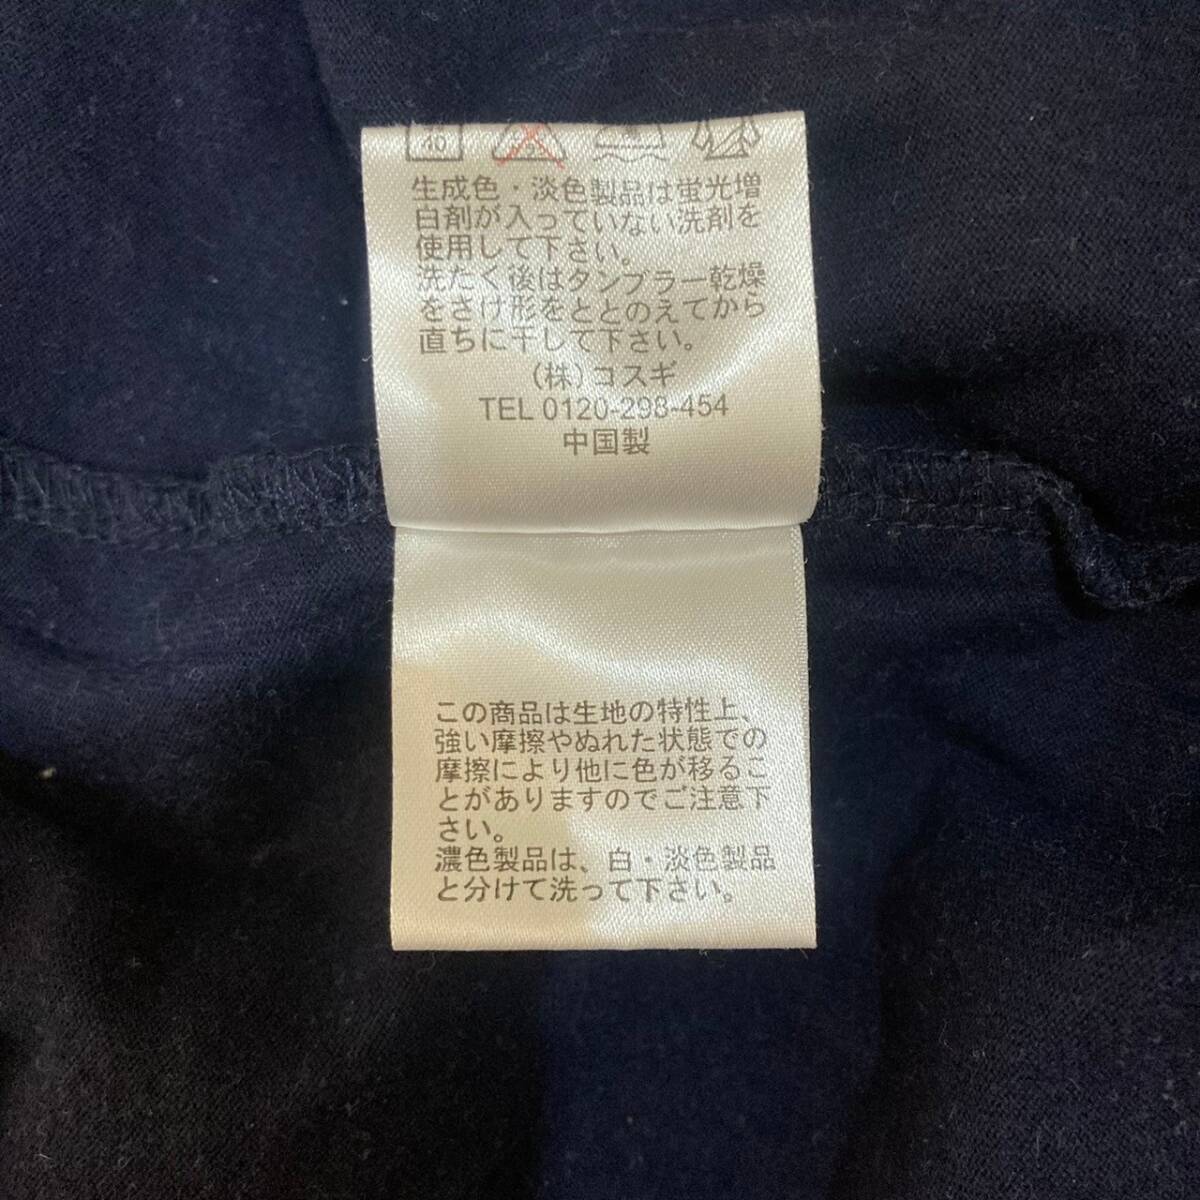 40
生成色・淡色製品は蛍光増
白剤が入っていない洗剤を
使用して下さい。
洗たく後はタンブラー乾燥
をさけ形をととのえてから
直ちに干して下さい。
(株)コスギ
TEL 0120-298-454
中国製
この商品は生地の特性上、
強い摩擦やぬれた状態での
摩擦により他に色が移るこ
とがありますのでご注意下
さい。
濃色製品は、白・淡色製品
と分けて洗って下さい。